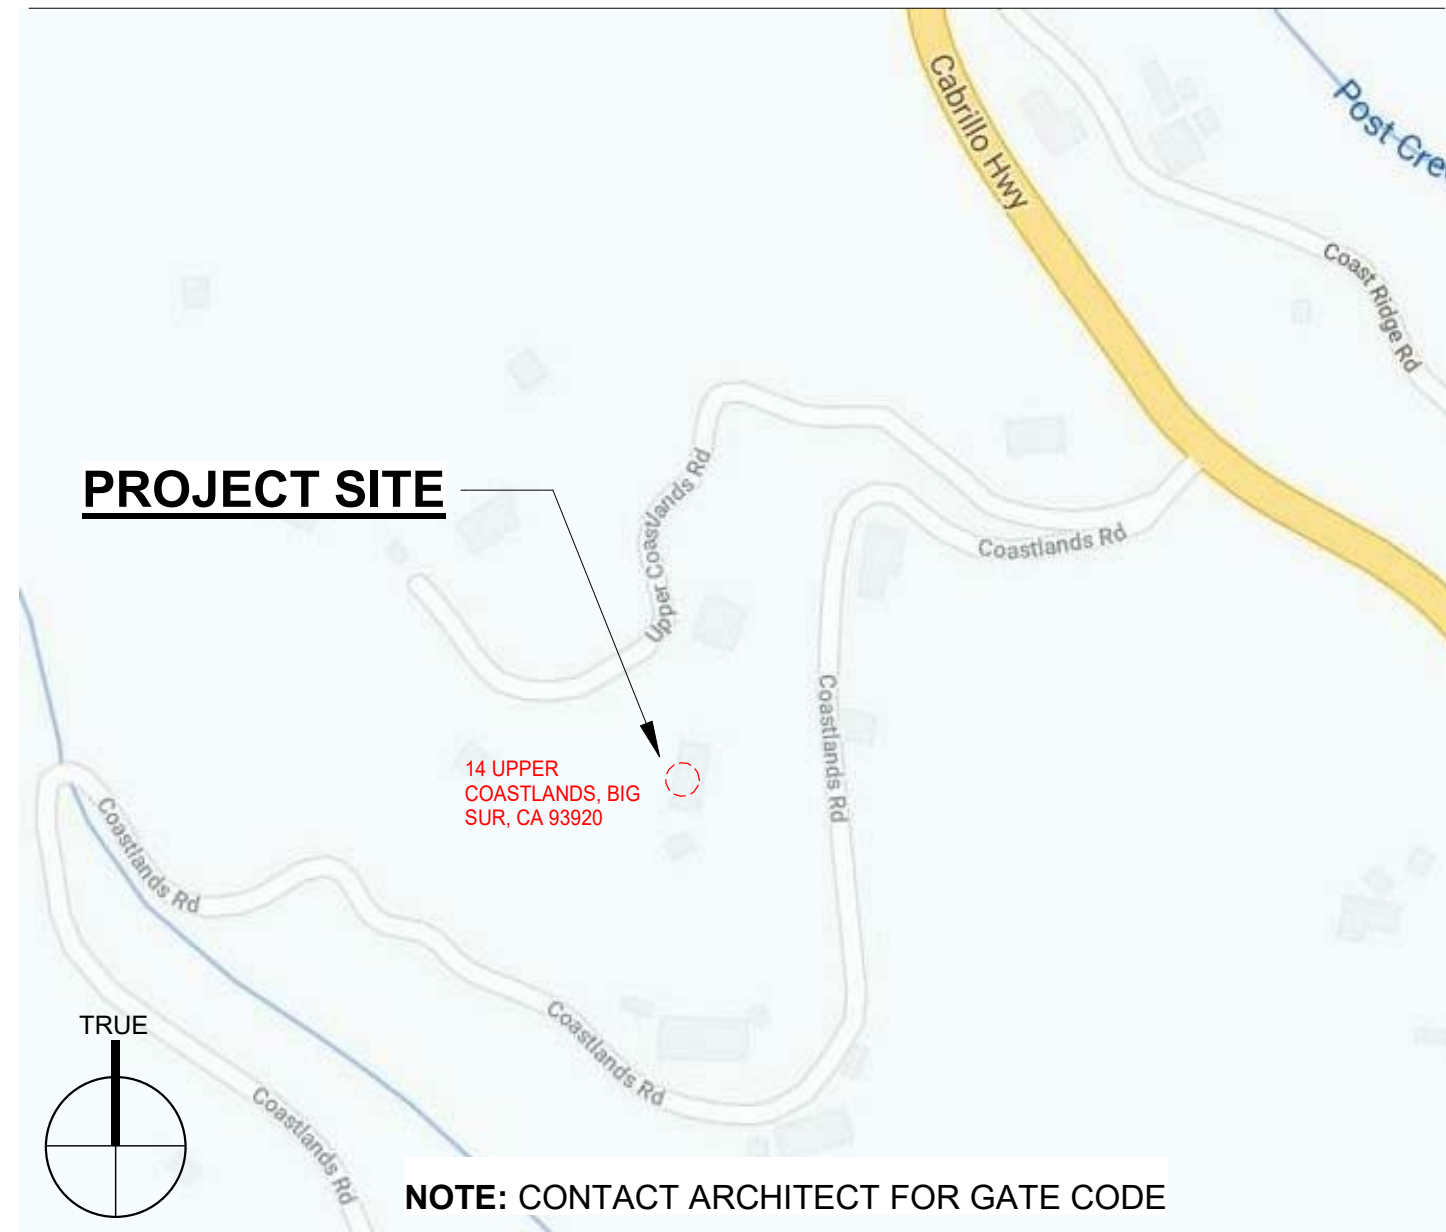 Cabrillo Hwy
Post Cree
Coast Ridge Rd
PROJECT SITE
Upper Coastlands Rd
Coastlands Rd
Coastlands Rd
14 UPPER
COASTLANDS, BIG
SUR, CA 93920
Coastlands Rd
Coastlands Rd
TRUE
Coastlands Rd
NOTE: CONTACT ARCHITECT FOR GATE CODE